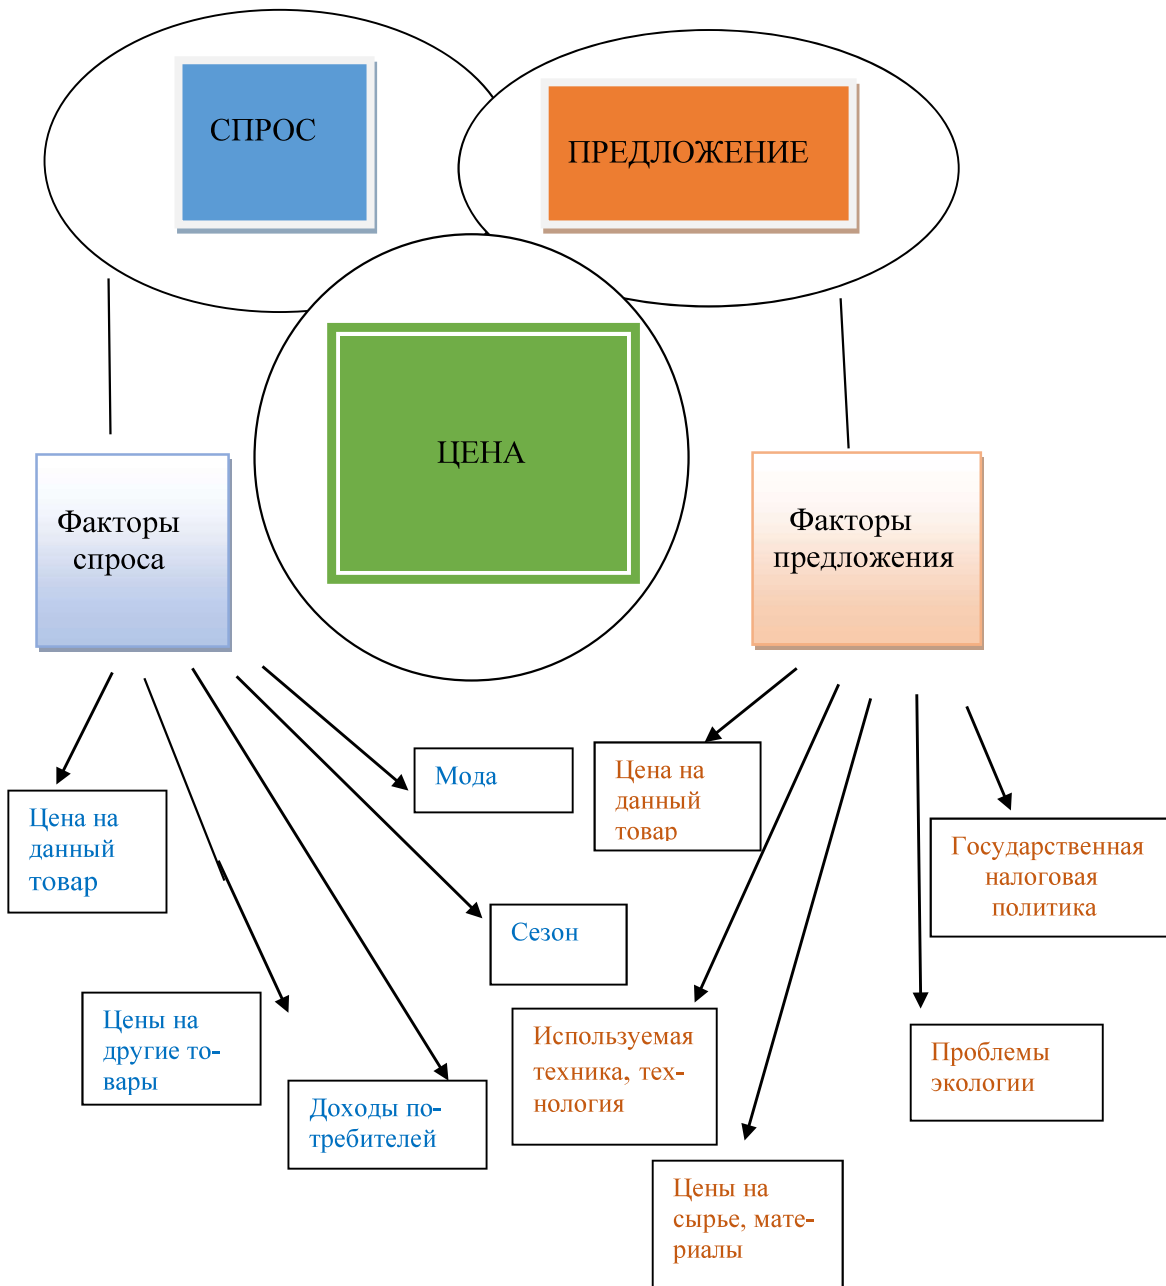 СПРОС
ПРЕДЛОЖЕНИЕ
ЦЕНА
Факторы
спроса
Факторы
предложения
Мода
Цена на
данный
товар
Цена на
данный
товар
Государственная
налоговая
политика
Сезон
Цены на
другие то-
вары
Используемая
техника, тех-
нология
Проблемы
экологии
Доходы по-
требителей
Цены на
сырье, мате-
риалы